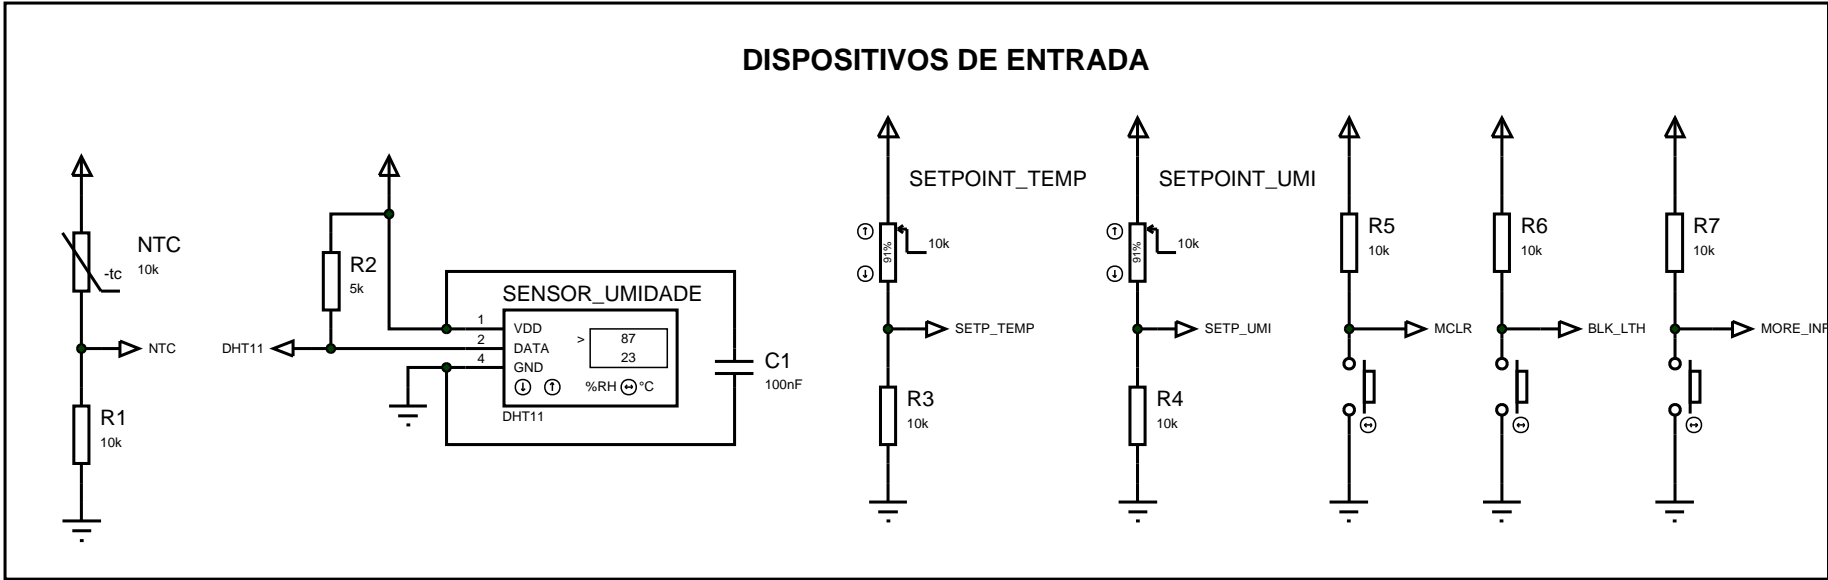 DISPOSITIVOS DE ENTRADA
NTC
10k
-tc
NTC
R1
10k
R2
5k
DHT11
SENSOR_UMIDADE
1
2
4
VDD
DATA
GND
>
87
23
%RH
°C
DHT11
C1
100nF
SETPOINT_TEMP
91%
10k
SETP_TEMP
R3
10k
SETPOINT_UMI
91%
10k
SETP_UMI
R4
10k
R5
10k
MCLR
R6
10k
BLK_LTH
R7
10k
MORE_INF